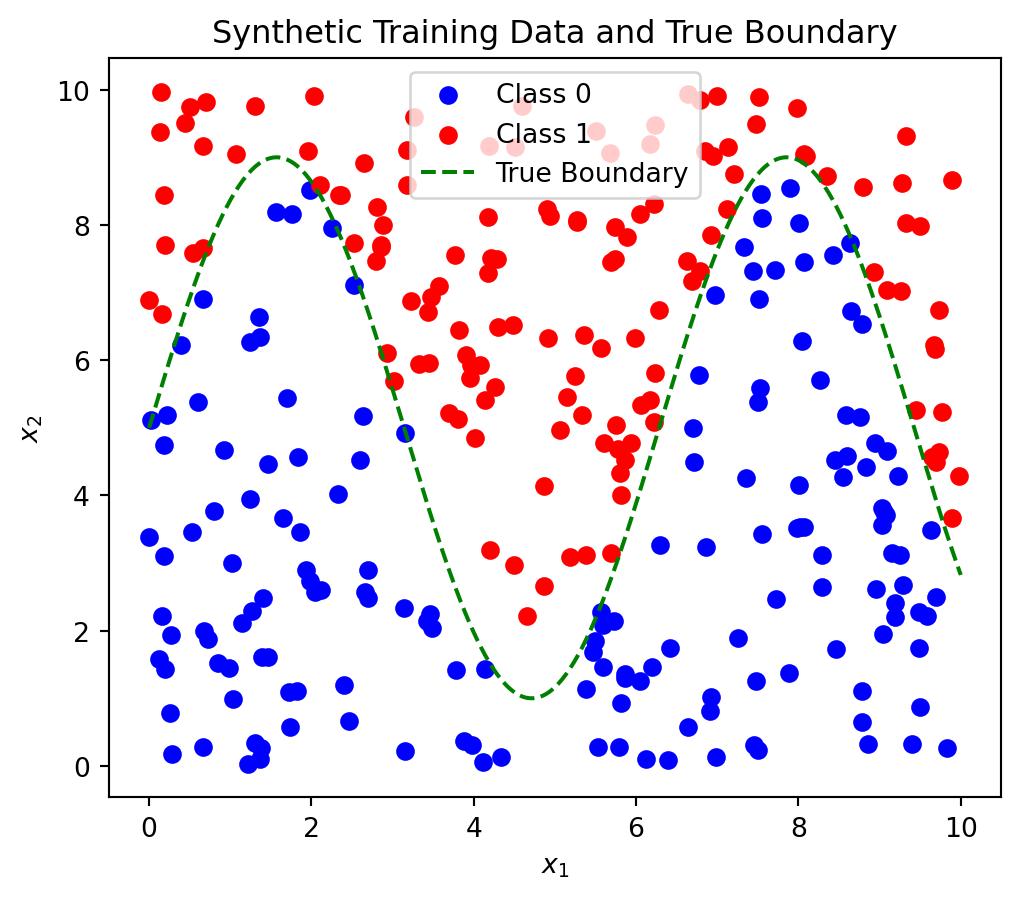 Synthetic Training Data and True Boundary
Class 0
Class 1
True Boundary
10
8
6
4
2
0
x₂
0 2 4 6 8 10
x₁